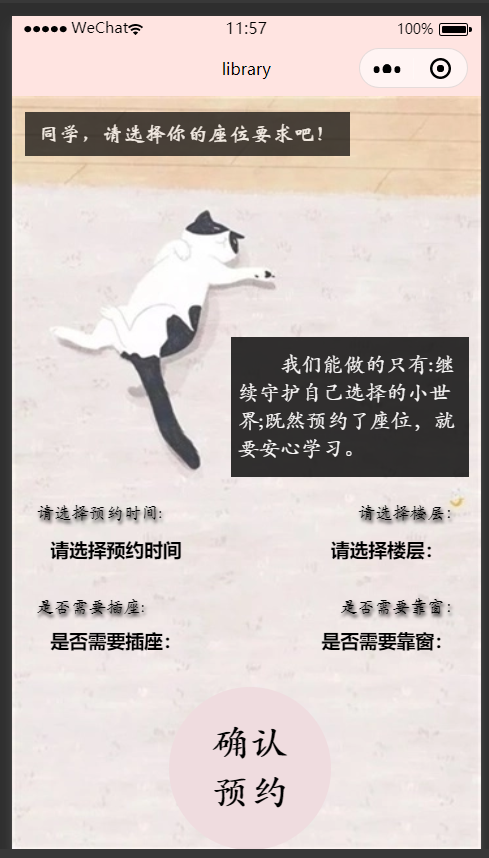 WeChat 11:57 100%
library
同学，请选择你的座位要求吧！
我们能做的只有:继
续守护自己选择的小世
界;既然预约了座位，就
要安心学习。
请选择预约时间: 请选择楼层:
请选择预约时间 请选择楼层：
是否需要插座: 是否需要靠窗:
是否需要插座： 是否需要靠窗：
确认
预约